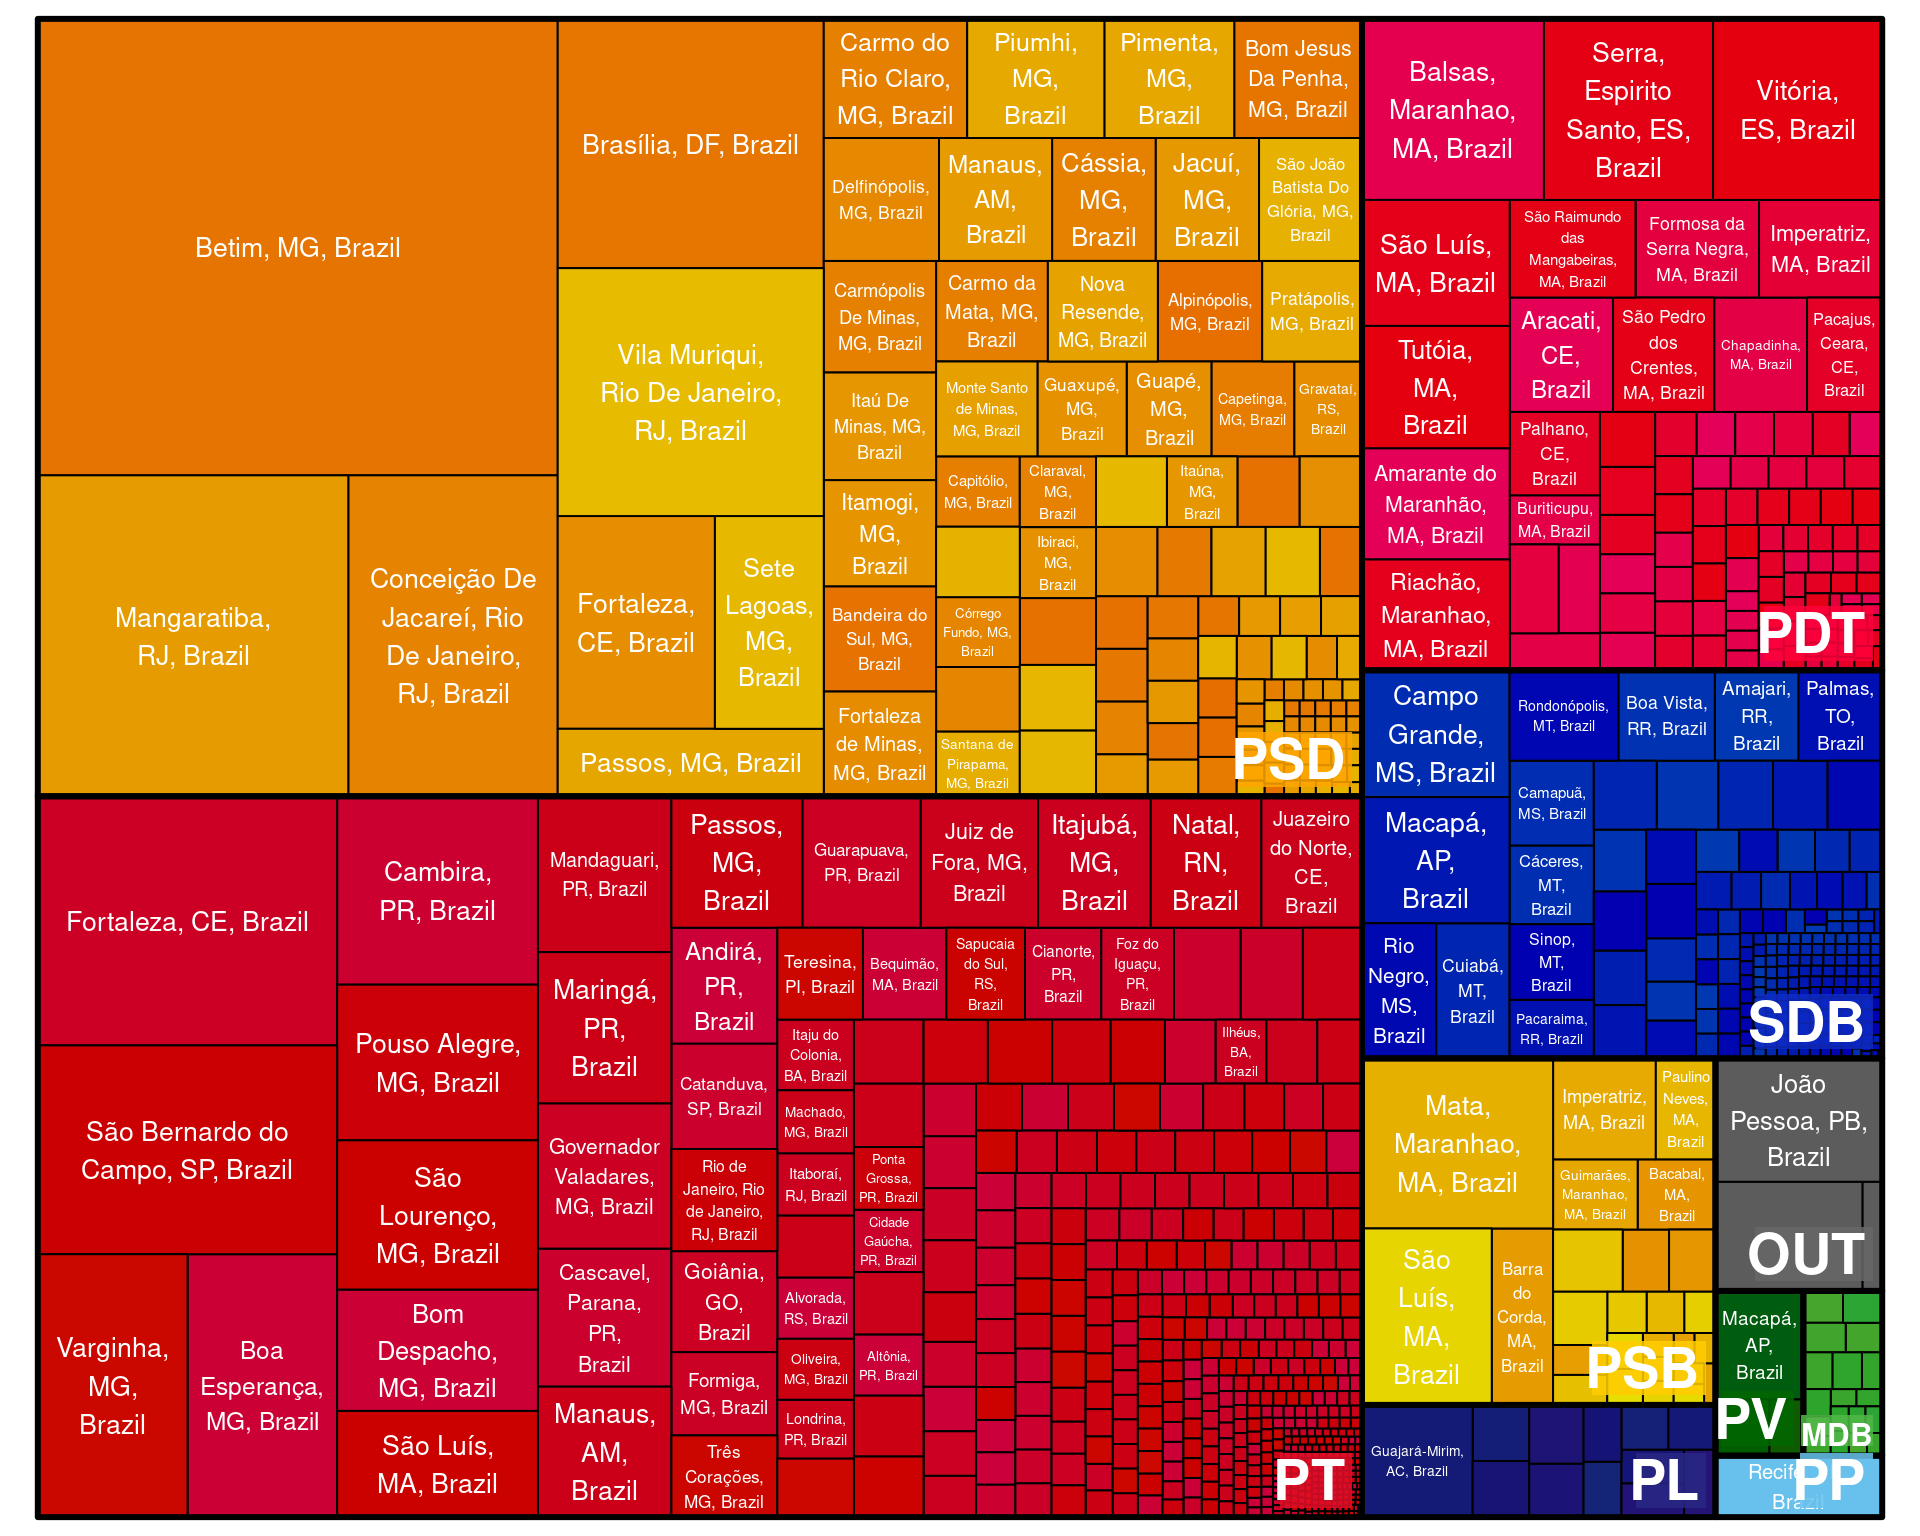 Betim, MG, Brazil
Mangaratiba,
RJ, Brazil
Conceição De
Jacareí, Rio
De Janeiro,
RJ, Brazil
Brasília, DF, Brazil
Vila Muriqui,
Rio De Janeiro,
RJ, Brazil
Fortaleza,
CE, Brazil
Sete
Lagoas,
MG,
Brazil
Passos, MG, Brazil
Carmo do
Rio Claro,
MG, Brazil
Piumhi,
MG,
Brazil
Pimenta,
MG,
Brazil
Bom Jesus
Da Penha,
MG, Brazil
Delfinópolis,
MG, Brazil
Manaus,
AM,
Brazil
Cássia,
MG,
Brazil
Jacuí,
MG,
Brazil
São João
Batista Do
Glória, MG,
Brazil
Carmópolis
De Minas,
MG, Brazil
Carmo da
Mata, MG,
Brazil
Nova
Resende,
MG, Brazil
Alpinópolis,
MG, Brazil
Pratápolis,
MG, Brazil
Itaú De
Minas, MG,
Brazil
Monte Santo
de Minas,
MG, Brazil
Guaxupé,
MG,
Brazil
Guapé,
MG,
Brazil
Capetinga,
MG, Brazil
Gravataí,
RS,
Brazil
Itamogi,
MG,
Brazil
Capitólio,
MG, Brazil
Claraval,
MG,
Brazil
Itaúna,
MG,
Brazil
Ibiraci,
MG,
Brazil
Bandeira do
Sul, MG,
Brazil
Córrego
Fundo, MG,
Brazil
Fortaleza
de Minas,
MG, Brazil
Santana de
Pirapama,
MG, Brazil
PSD
Balsas,
Maranhao,
MA, Brazil
Serra,
Espirito
Santo, ES,
Brazil
Vitória,
ES, Brazil
São Luís,
MA, Brazil
São Raimundo
das
Mangabeiras,
MA, Brazil
Formosa da
Serra Negra,
MA, Brazil
Imperatriz,
MA, Brazil
Tutóia,
MA,
Brazil
Aracati,
CE,
Brazil
São Pedro
dos
Crentes,
MA, Brazil
Chapadinha,
MA, Brazil
Pacajus,
Ceara,
CE,
Brazil
Amarante do
Maranhão,
MA, Brazil
Palhano,
CE,
Brazil
Buriticupu,
MA, Brazil
Riachão,
Maranhao,
MA, Brazil
PDT
Campo
Grande,
MS, Brazil
Rondonópolis,
MT, Brazil
Boa Vista,
RR, Brazil
Amajari,
RR,
Brazil
Palmas,
TO,
Brazil
Macapá,
AP,
Brazil
Camapuã,
MS, Brazil
Cáceres,
MT,
Brazil
Rio
Negro,
MS,
Brazil
Cuiabá,
MT,
Brazil
Sinop,
MT,
Brazil
Pacaraima,
RR, Brazil
SDB
Fortaleza, CE, Brazil
São Bernardo do
Campo, SP, Brazil
Varginha,
MG,
Brazil
Boa
Esperança,
MG, Brazil
Cambira,
PR, Brazil
Pouso Alegre,
MG, Brazil
São
Lourenço,
MG, Brazil
Bom
Despacho,
MG, Brazil
São Luís,
MA, Brazil
Mandaguari,
PR, Brazil
Maringá,
PR,
Brazil
Governador
Valadares,
MG, Brazil
Cascavel,
Parana,
PR,
Brazil
Manaus,
AM,
Brazil
Passos,
MG,
Brazil
Guarapuava,
PR, Brazil
Juiz de
Fora, MG,
Brazil
Itajubá,
MG,
Brazil
Natal,
RN,
Brazil
Juazeiro
do Norte,
CE,
Brazil
Andirá,
PR,
Brazil
Teresina,
PI, Brazil
Bequimão,
MA, Brazil
Sapucaia
do Sul,
RS,
Brazil
Cianorte,
PR,
Brazil
Foz do
Iguaçu,
PR,
Brazil
Catanduva,
SP, Brazil
Itaju do
Colonia,
BA, Brazil
Ilhéus,
BA,
Brazil
Machado,
MG, Brazil
Rio de
Janeiro, Rio
de Janeiro,
RJ, Brazil
Itaboraí,
RJ, Brazil
Ponta
Grossa,
PR, Brazil
Cidade
Gaúcha,
PR, Brazil
Goiânia,
GO,
Brazil
Alvorada,
RS, Brazil
Formiga,
MG, Brazil
Oliveira,
MG, Brazil
Altônia,
PR, Brazil
Londrina,
PR, Brazil
Três
Corações,
MG, Brazil
PT
Mata,
Maranhao,
MA, Brazil
Imperatriz,
MA, Brazil
Paulino
Neves,
MA,
Brazil
Guimarães,
Maranhao,
MA, Brazil
Bacabal,
MA,
Brazil
São
Luís,
MA,
Brazil
Barra
do
Corda,
MA,
Brazil
PSB
João
Pessoa, PB,
Brazil
OUT
Macapá,
AP,
Brazil
PV
MDB
Guajará-Mirim,
AC, Brazil
PL
PP